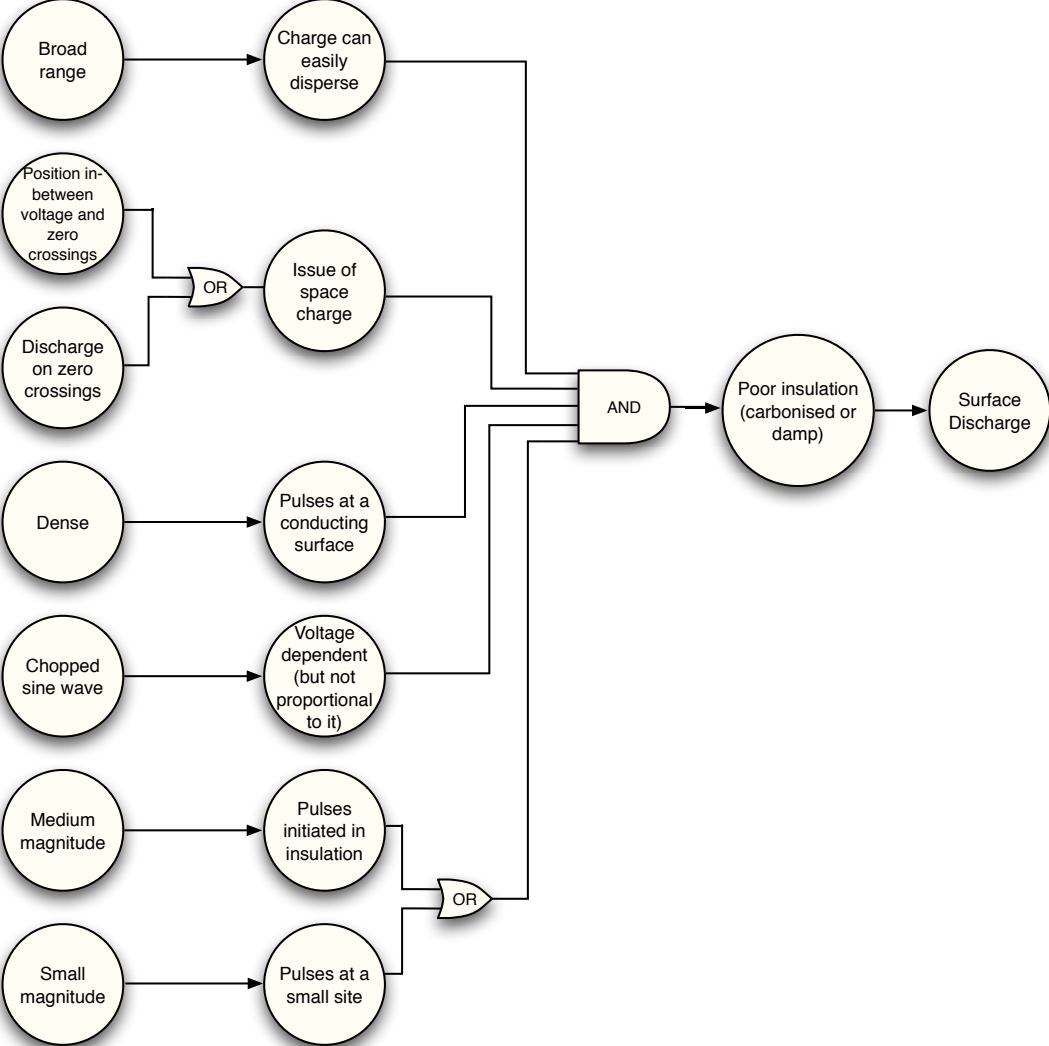 Broad
range
Charge can
easily
disperse
Position in-
between
voltage and
zero
crossings
OR
Issue of
space
charge
Discharge
on zero
crossings
AND
Poor insulation
(carbonised or
damp)
Surface
Discharge
Dense
Pulses at a
conducting
surface
Chopped
sine wave
Voltage
dependent
(but not
proportional
to it)
Medium
magnitude
Pulses
initiated in
insulation
OR
Small
magnitude
Pulses at a
small site